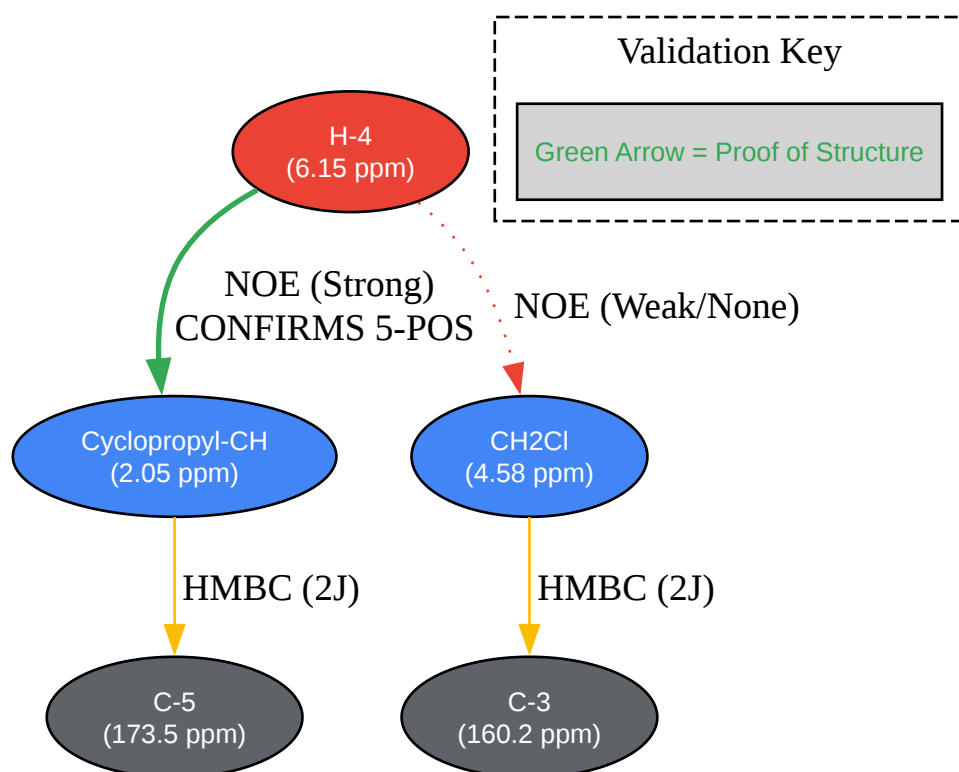 Validation Key
Green Arrow = Proof of Structure
H-4
(6.15 ppm)
NOE (Strong)
CONFIRMS 5-POS
NOE (Weak/None)
Cyclopropyl-CH
(2.05 ppm)
CH2Cl
(4.58 ppm)
HMBC (2J)
HMBC (2J)
C-5
(173.5 ppm)
C-3
(160.2 ppm)